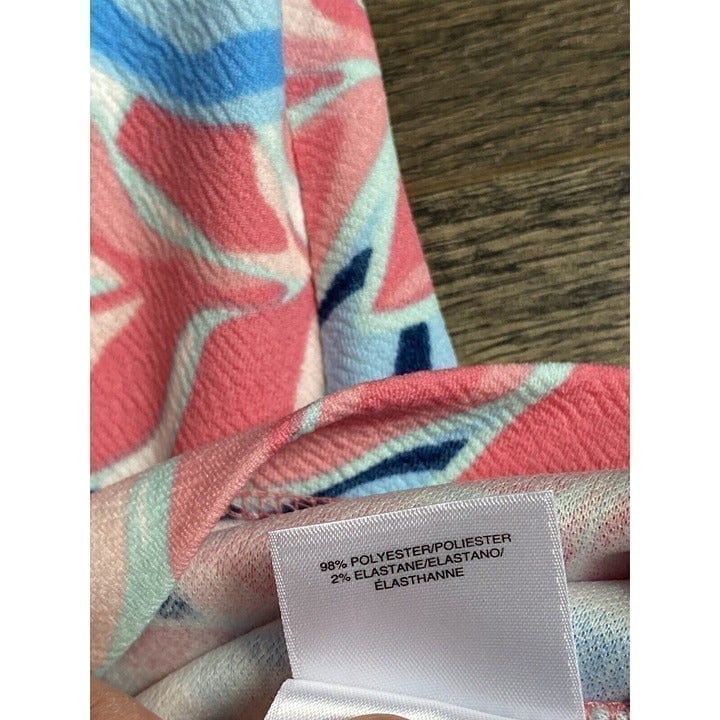 98% POLYESTER/POLIESTER
2% ELASTANE/ELASTANO/
ÉLASTHANNE